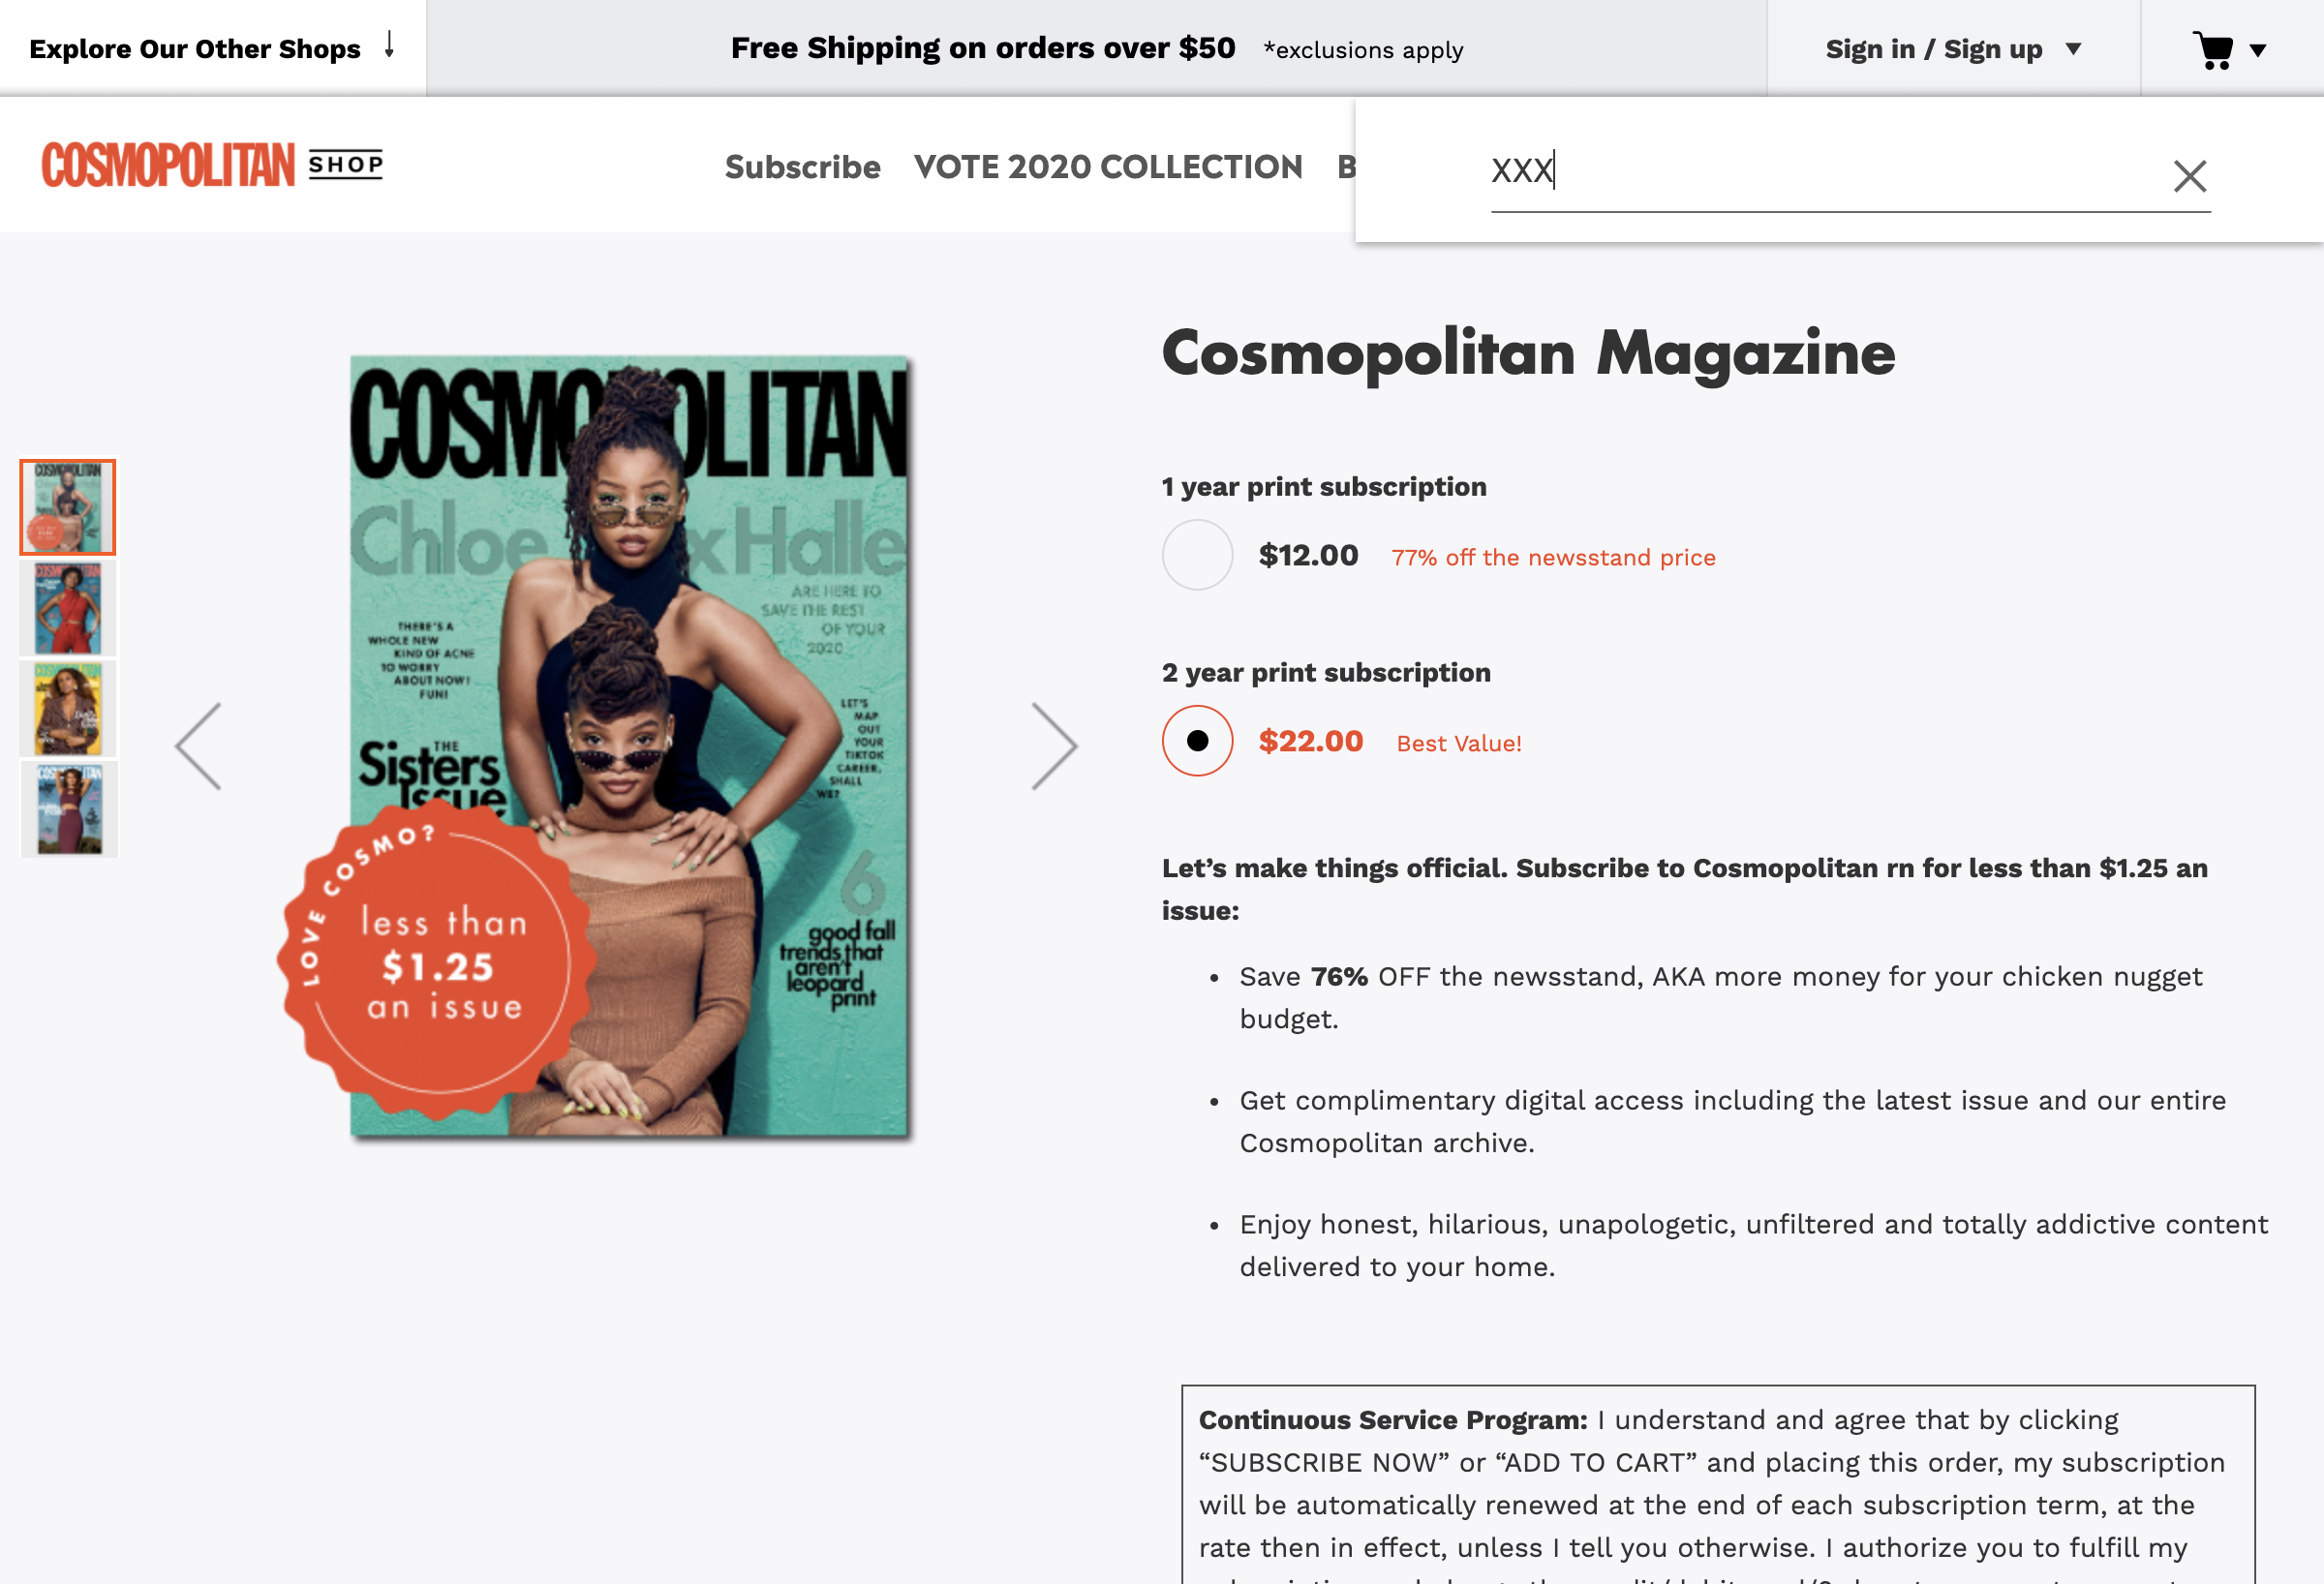 Explore Our Other Shops
Free Shipping on orders over $50 *exclusions apply
Sign in / Sign up
COSMOPOLITAN SHOP
Subscribe VOTE 2020 COLLECTION B
XXX
Cosmopolitan Magazine
1 year print subscription
$12.00 77% off the newsstand price
2 year print subscription
$22.00 Best Value!
Let’s make things official. Subscribe to Cosmopolitan rn for less than $1.25 an
issue:
• Save 76% OFF the newsstand, AKA more money for your chicken nugget
budget.
• Get complimentary digital access including the latest issue and our entire
Cosmopolitan archive.
• Enjoy honest, hilarious, unapologetic, unfiltered and totally addictive content
delivered to your home.
Continuous Service Program: I understand and agree that by clicking
“SUBSCRIBE NOW” or “ADD TO CART” and placing this order, my subscription
will be automatically renewed at the end of each subscription term, at the
rate then in effect, unless I tell you otherwise. I authorize you to fulfill my
COSMOPOLITAN
Chloe x Halle
ARE HERE TO
SAVE THE REST
OF YOUR
2020
THERE'S A
WHOLE NEW
KIND OF ACNE
TO WORRY
ABOUT NOW!
FUN!
LET'S
MAP
OUT
YOUR
TIKTOK
CAREER,
SHALL
WE?
THE
Sisters
Issue
6
good fall
trends that
aren't
leopard
print
LOVE COSMO?
less than
$1.25
an issue